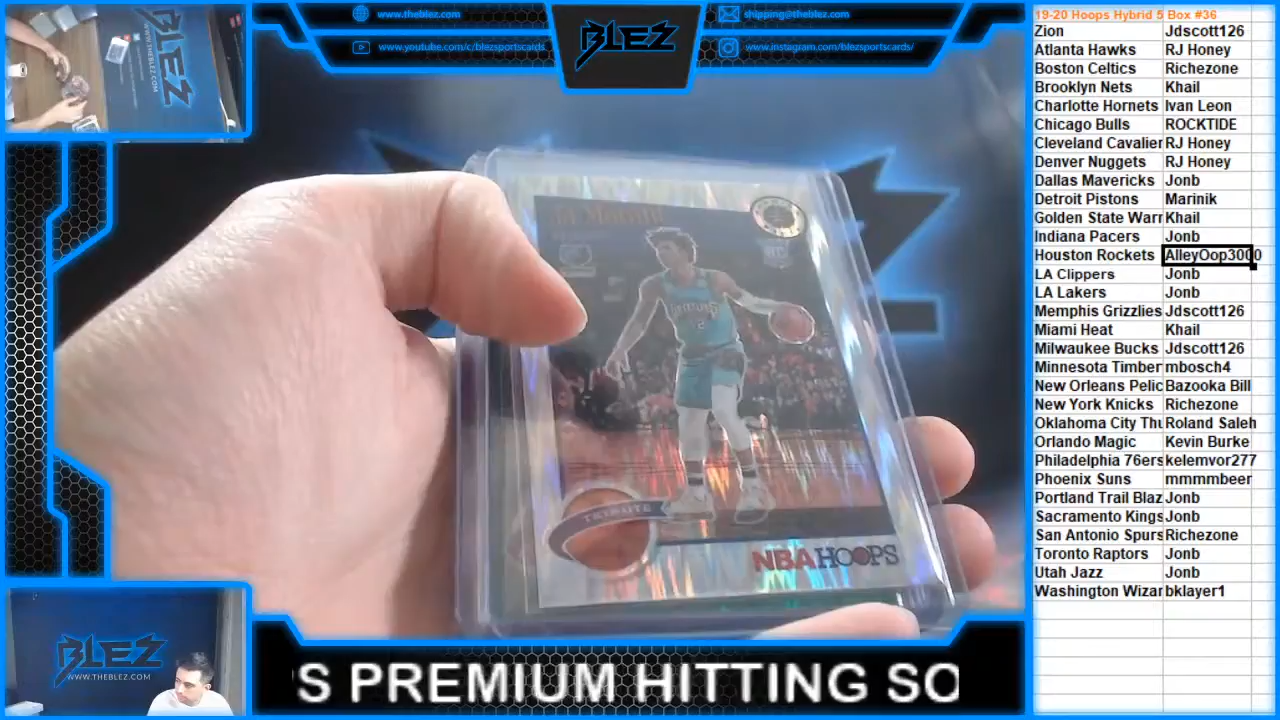 www.theblez.com
www.youtube.com/c/blezsportscards/
BLEZ
shipping@theblez.com
www.instagram.com/blezsportscards/
BLEZ
WWW.THEBLEZ.COM
Ja Morant
RC
MEMPHIS
2
TRIBUTE
NBA HOOPS
BLEZ
WWW.THEBLEZ.COM
S PREMIUM HITTING SO
19-20 Hoops Hybrid 5 Box #36
Zion Jdscott126
Atlanta Hawks RJ Honey
Boston Celtics Richezone
Brooklyn Nets Khail
Charlotte Hornets Ivan Leon
Chicago Bulls ROCKTIDE
Cleveland Cavalier RJ Honey
Denver Nuggets RJ Honey
Dallas Mavericks Jonb
Detroit Pistons Marinik
Golden State Warr Khail
Indiana Pacers Jonb
Houston Rockets AlleyOop3000
LA Clippers Jonb
LA Lakers Jonb
Memphis Grizzlies Jdscott126
Miami Heat Khail
Milwaukee Bucks Jdscott126
Minnesota Timber mbosch4
New Orleans Pelic Bazooka Bill
New York Knicks Richezone
Oklahoma City Thu Roland Saleh
Orlando Magic Kevin Burke
Philadelphia 76ers kelemvor277
Phoenix Suns mmmmbeer
Portland Trail Blaz Jonb
Sacramento Kings Jonb
San Antonio Spurs Richezone
Toronto Raptors Jonb
Utah Jazz Jonb
Washington Wizar bklayer1